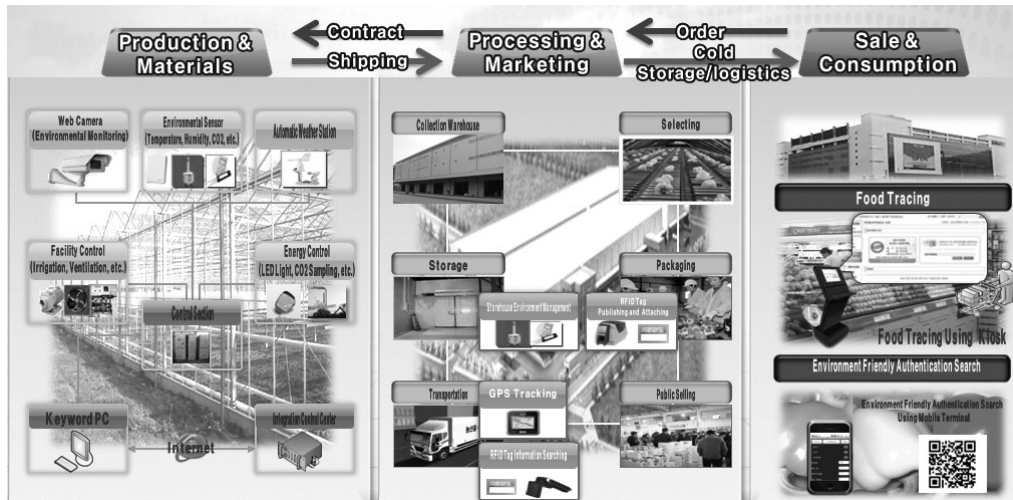 Production &
Materials
Contract
Shipping
Processing &
Marketing
Order
Cold
Storage/logistics
Sale &
Consumption
Web Camera
(Environmental Monitoring)
Environmental Sensor
(Temperature, Humidity, CO2, etc.)
Automatic Weather Station
Facility Control
(Irrigation, Ventilation, etc.)
Energy Control
(LED Light, CO2 Sampling, etc.)
Control Section
Keyword PC
Internet
Integration Control Center
Collection Warehouse
Selecting
Storage
Packaging
Storehouse Environment Management
RFID Tag
Publishing and Attaching
Transportation
GPS Tracking
Public Selling
RFID Tag Information Searching
Food Tracing
Food Tracing Using Kiosk
Environment Friendly Authentication Search
Environment Friendly Authentication Search
Using Mobile Terminal